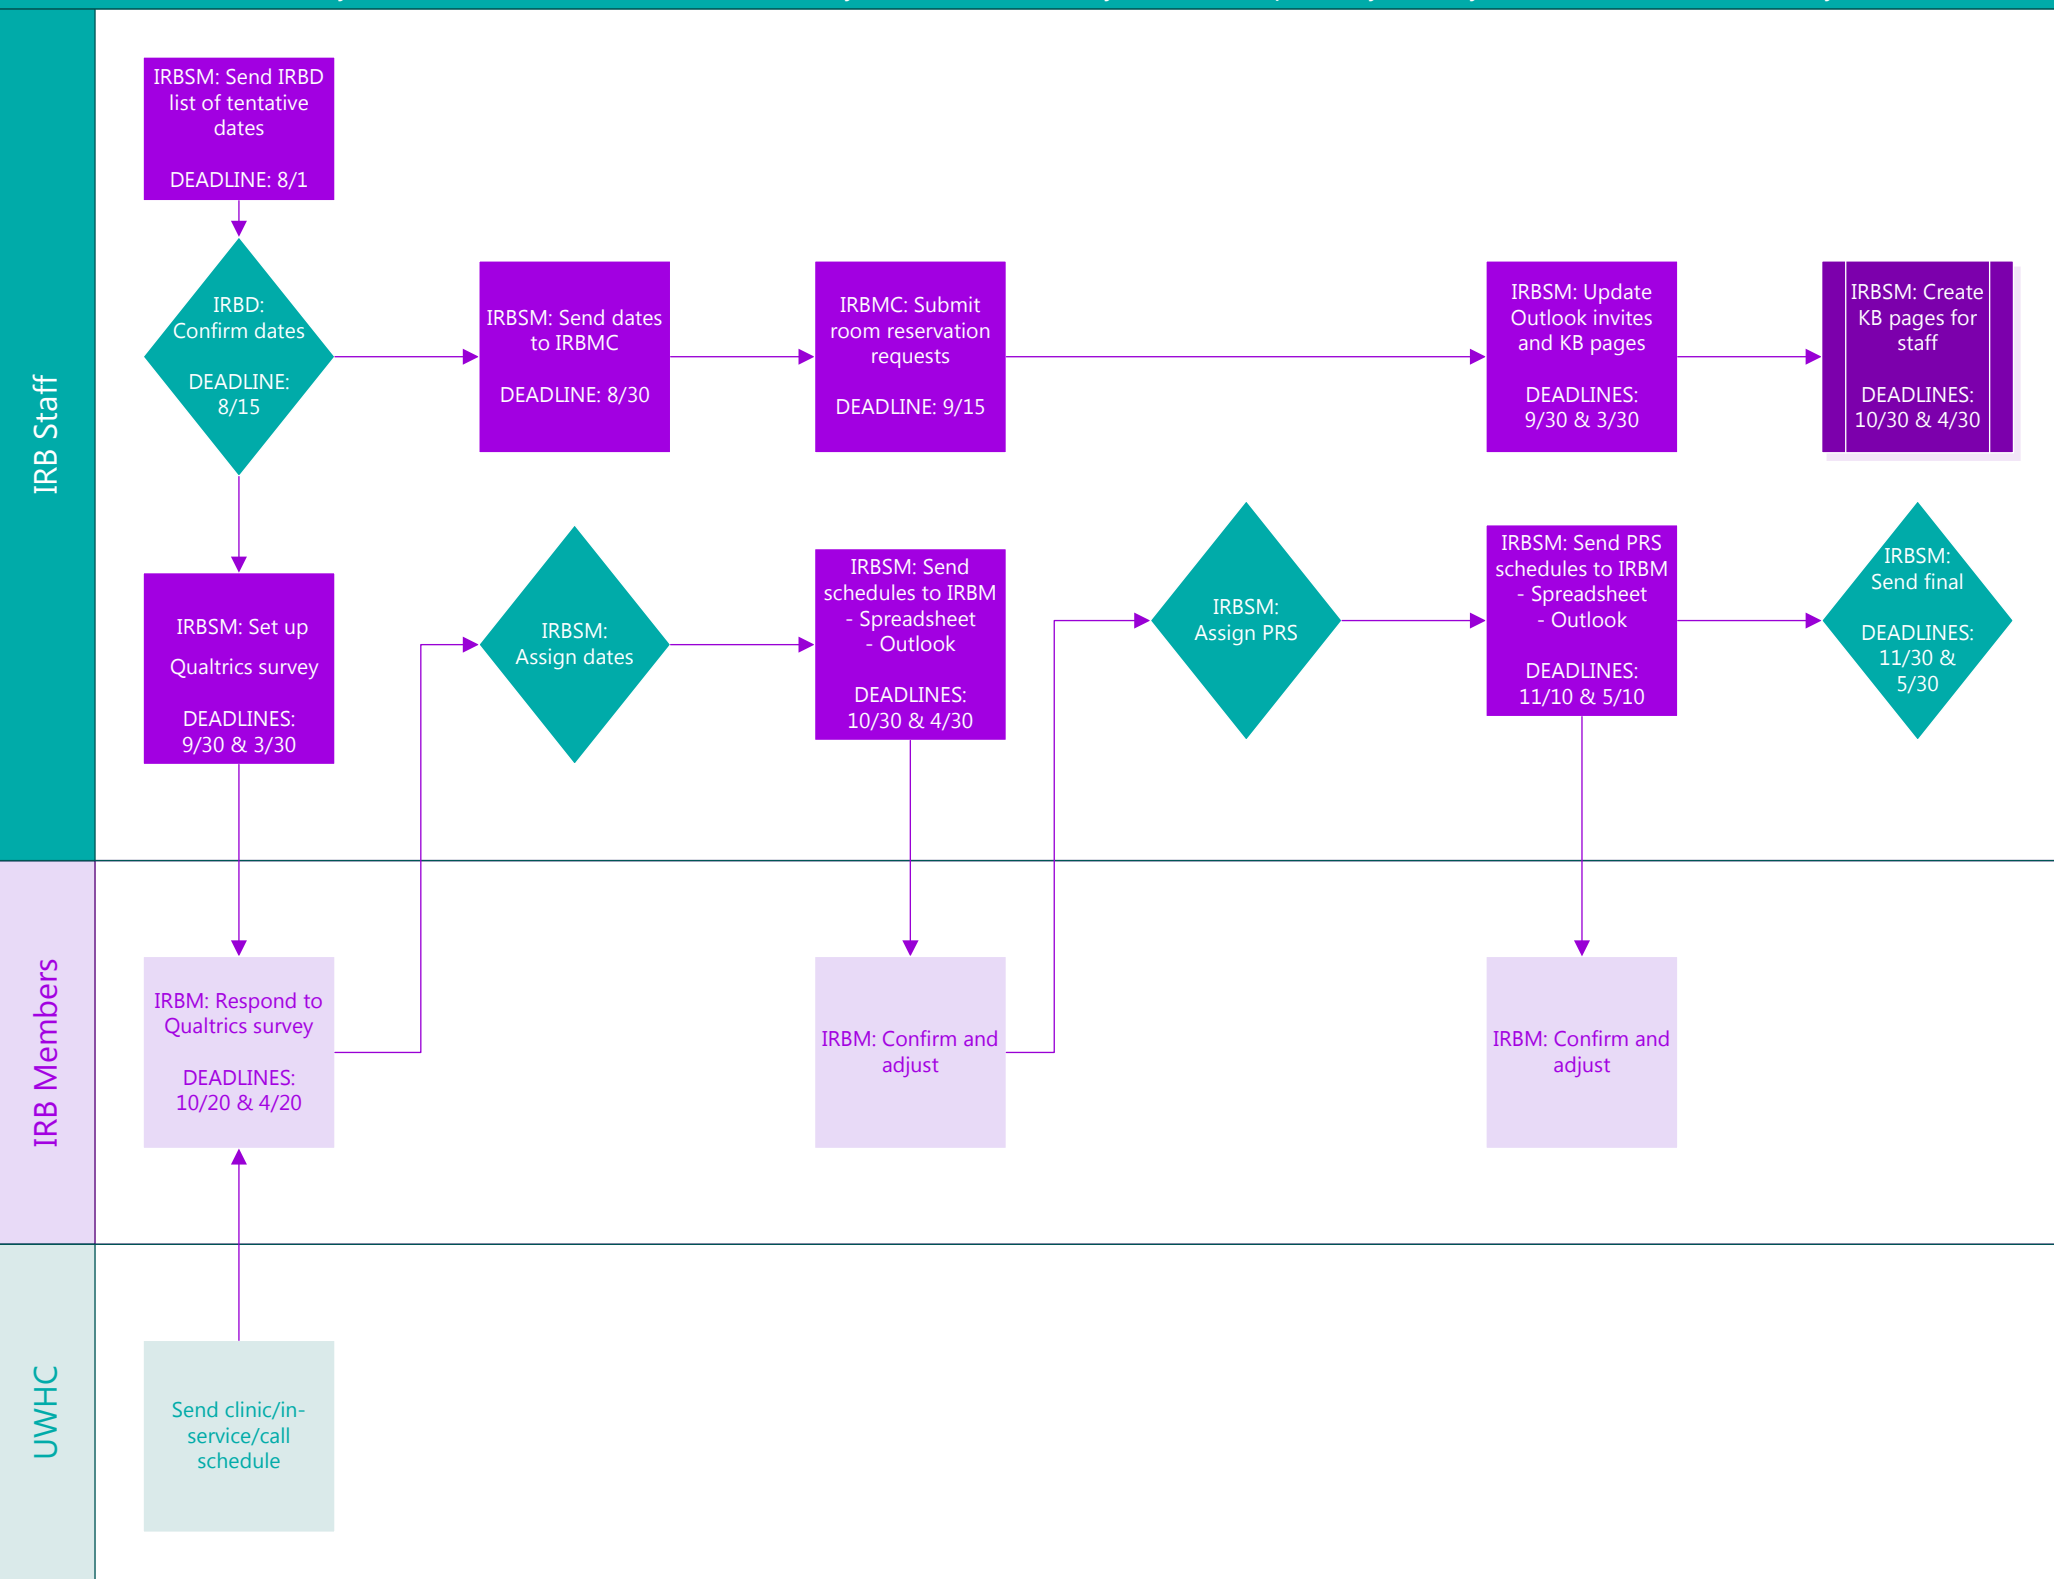 IRB Staff
IRBSM: Send IRBD
list of tentative
dates
DEADLINE: 8/1
IRBD:
Confirm dates
DEADLINE:
8/15
IRBSM: Send dates
to IRBMC
DEADLINE: 8/30
IRBMC: Submit
room reservation
requests
DEADLINE: 9/15
IRBSM: Update
Outlook invites
and KB pages
DEADLINES:
9/30 & 3/30
IRBSM: Create
KB pages for
staff
DEADLINES:
10/30 & 4/30
IRBSM: Set up
Qualtrics survey
DEADLINES:
9/30 & 3/30
IRBSM:
Assign dates
IRBSM: Send
schedules to IRBM
- Spreadsheet
- Outlook
DEADLINES:
10/30 & 4/30
IRBSM:
Assign PRS
IRBSM: Send PRS
schedules to IRBM
- Spreadsheet
- Outlook
DEADLINES:
11/10 & 5/10
IRBSM:
Send final
DEADLINES:
11/30 &
5/30
IRB Members
IRBM: Respond to
Qualtrics survey
DEADLINES:
10/20 & 4/20
IRBM: Confirm and
adjust
IRBM: Confirm and
adjust
UWHC
Send clinic/in-
service/call
schedule